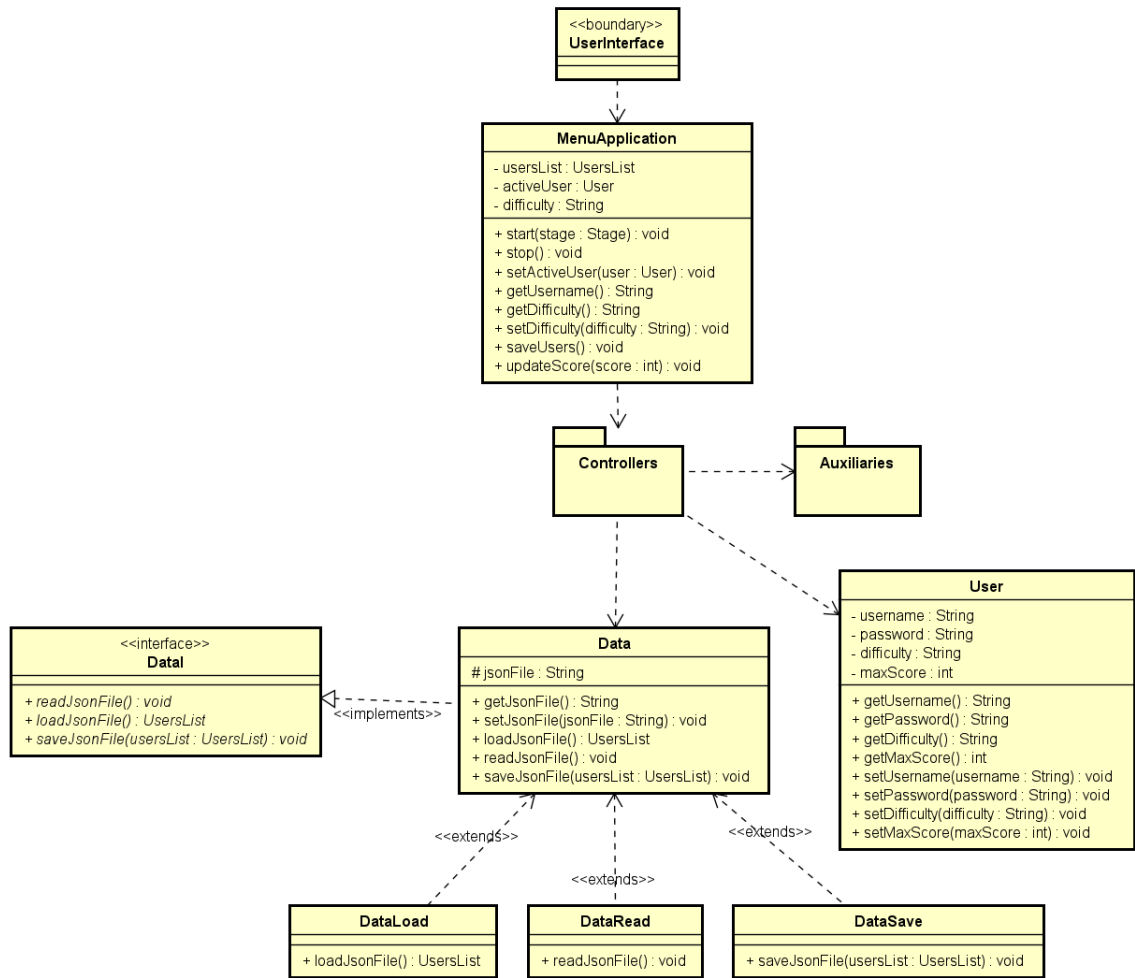 <<boundary>>
UserInterface
MenuApplication
- usersList : UsersList
- activeUser : User
- difficulty : String
+ start(stage : Stage) : void
+ stop() : void
+ setActiveUser(user : User) : void
+ getUsername() : String
+ getDifficulty() : String
+ setDifficulty(difficulty : String) : void
+ saveUsers() : void
+ updateScore(score : int) : void
Controllers
Auxiliaries
User
- username : String
- password : String
- difficulty : String
- maxScore : int
+ getUsername() : String
+ getPassword() : String
+ getDifficulty() : String
+ getMaxScore() : int
+ setUsername(username : String) : void
+ setPassword(password : String) : void
+ setDifficulty(difficulty : String) : void
+ setMaxScore(maxScore : int) : void
<<interface>>
DataI
+ readJsonFile() : void
+ loadJsonFile() : UsersList
+ saveJsonFile(usersList : UsersList) : void
<<implements>>
Data
# jsonFile : String
+ getJsonFile() : String
+ setJsonFile(jsonFile : String) : void
+ loadJsonFile() : UsersList
+ readJsonFile() : void
+ saveJsonFile(usersList : UsersList) : void
<<extends>>
<<extends>>
<<extends>>
DataLoad
+ loadJsonFile() : UsersList
DataRead
+ readJsonFile() : void
DataSave
+ saveJsonFile(usersList : UsersList) : void